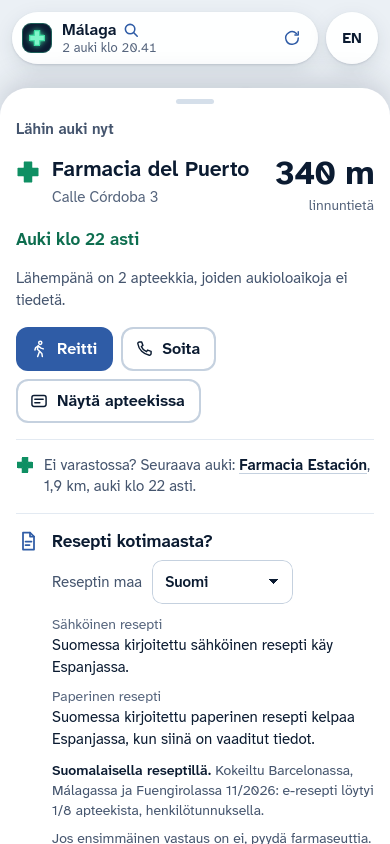 Málaga
2 auki klo 20.41
EN
Lähin auki nyt
Farmacia del Puerto
340 m
Calle Córdoba 3
linnuntietä
Auki klo 22 asti
Lähempänä on 2 apteekkia, joiden aukioloaikoja ei
tiedetä.
Reitti
Soita
Näytä apteekissa
Ei varastossa? Seuraava auki: Farmacia Estación,
1,9 km, auki klo 22 asti.
Resepti kotimaasta?
Reseptin maa
Suomi
Sähköinen resepti
Suomessa kirjoitettu sähköinen resepti käy
Espanjassa.
Paperinen resepti
Suomessa kirjoitettu paperinen resepti kelpaa
Espanjassa, kun siinä on vaaditut tiedot.
Suomalaisella reseptillä. Kokeiltu Barcelonassa,
Málagassa ja Fuengirolassa 11/2026: e-resepti löytyi
1/8 apteekista, henkilötunnuksella.
Jos ensimmäinen vastaus on ei, pyydä farmaseuttia.